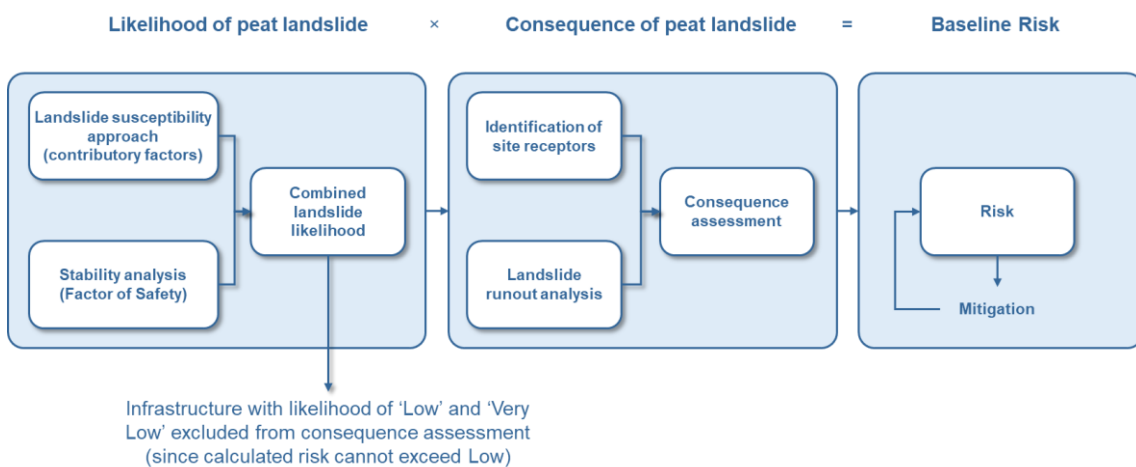 Likelihood of peat landslide × Consequence of peat landslide = Baseline Risk
Landslide susceptibility
approach
(contributory factors)
Stability analysis
(Factor of Safety)
Combined
landslide
likelihood
Identification of
site receptors
Landslide
runout analysis
Consequence
assessment
Risk
Mitigation
Infrastructure with likelihood of ‘Low’ and ‘Very
Low’ excluded from consequence assessment
(since calculated risk cannot exceed Low)